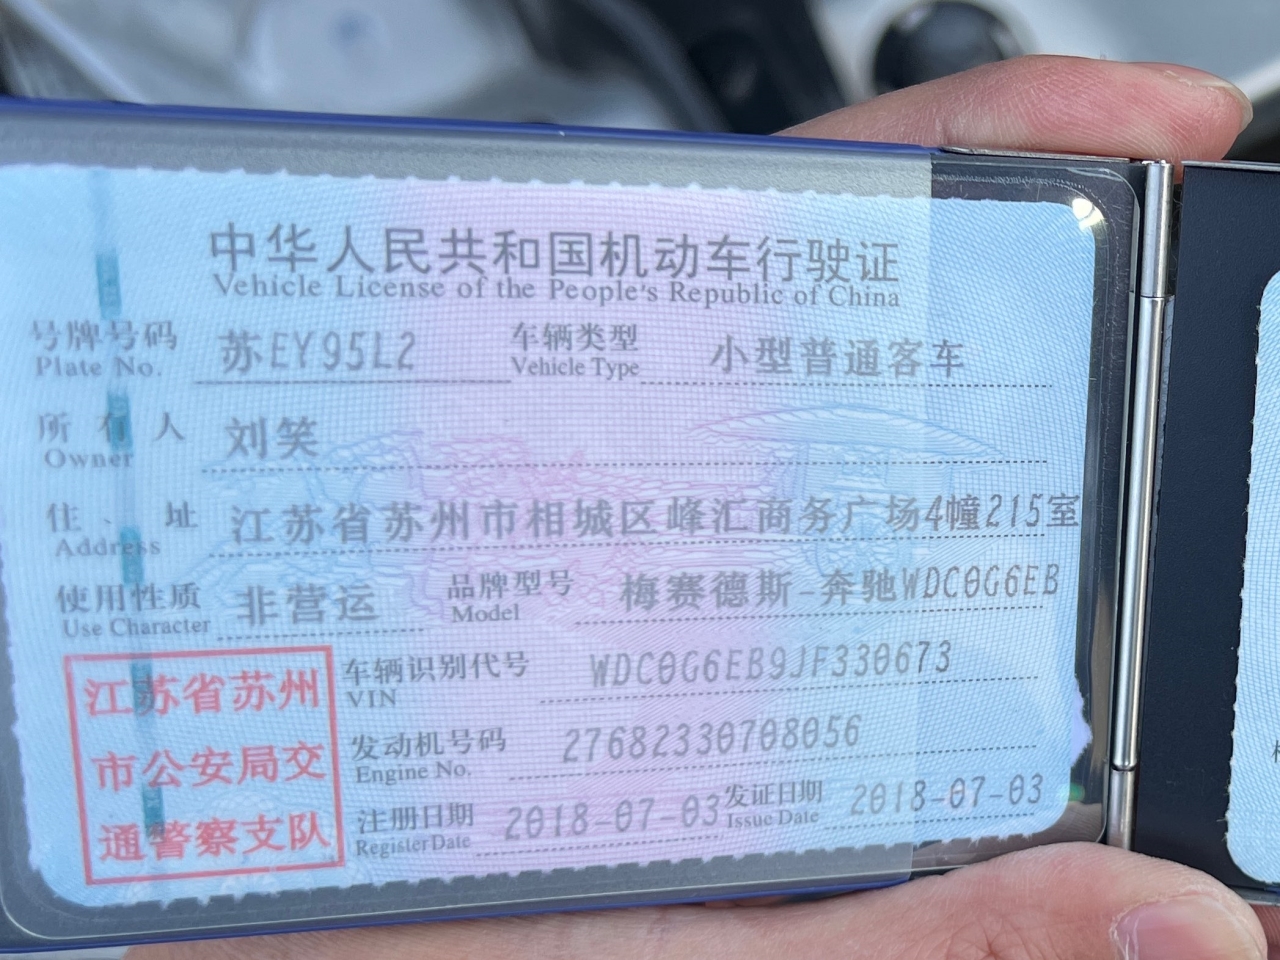 中华人民共和国机动车行驶证
Vehicle License of the People's Republic of China
号牌号码 苏EY95L2 车辆类型 小型普通客车
Plate No. Vehicle Type
所有人 刘笑
Owner
住址 江苏省苏州市相城区峰汇商务广场4幢215室
Address
使用性质 非营运 品牌型号 梅赛德斯-奔驰WDC0G6EB
Use Character Model
江苏省苏州
市公安局交
通警察支队
车辆识别代号 WDC0G6EB9JF330673
VIN
发动机号码 27682330708056
Engine No.
注册日期 2018-07-03 发证日期 2018-07-03
Register Date Issue Date